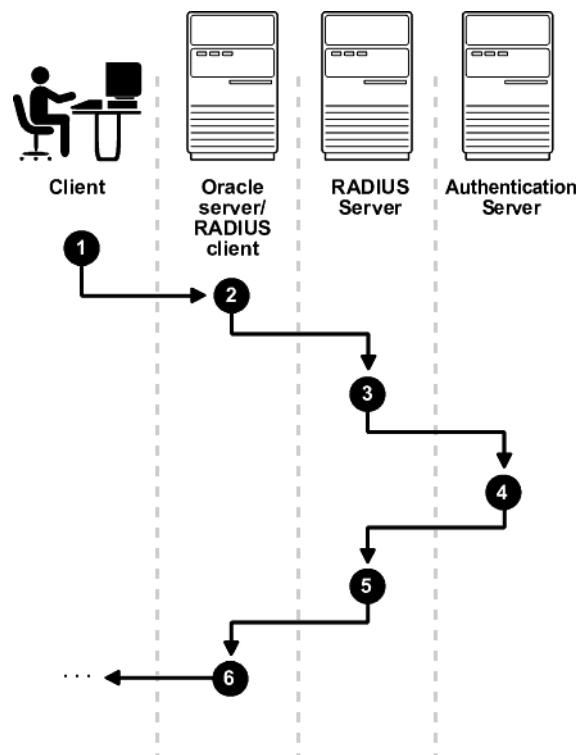 Client
Oracle
server/
RADIUS
client
RADIUS
Server
Authentication
Server
1
2
3
4
5
6
...